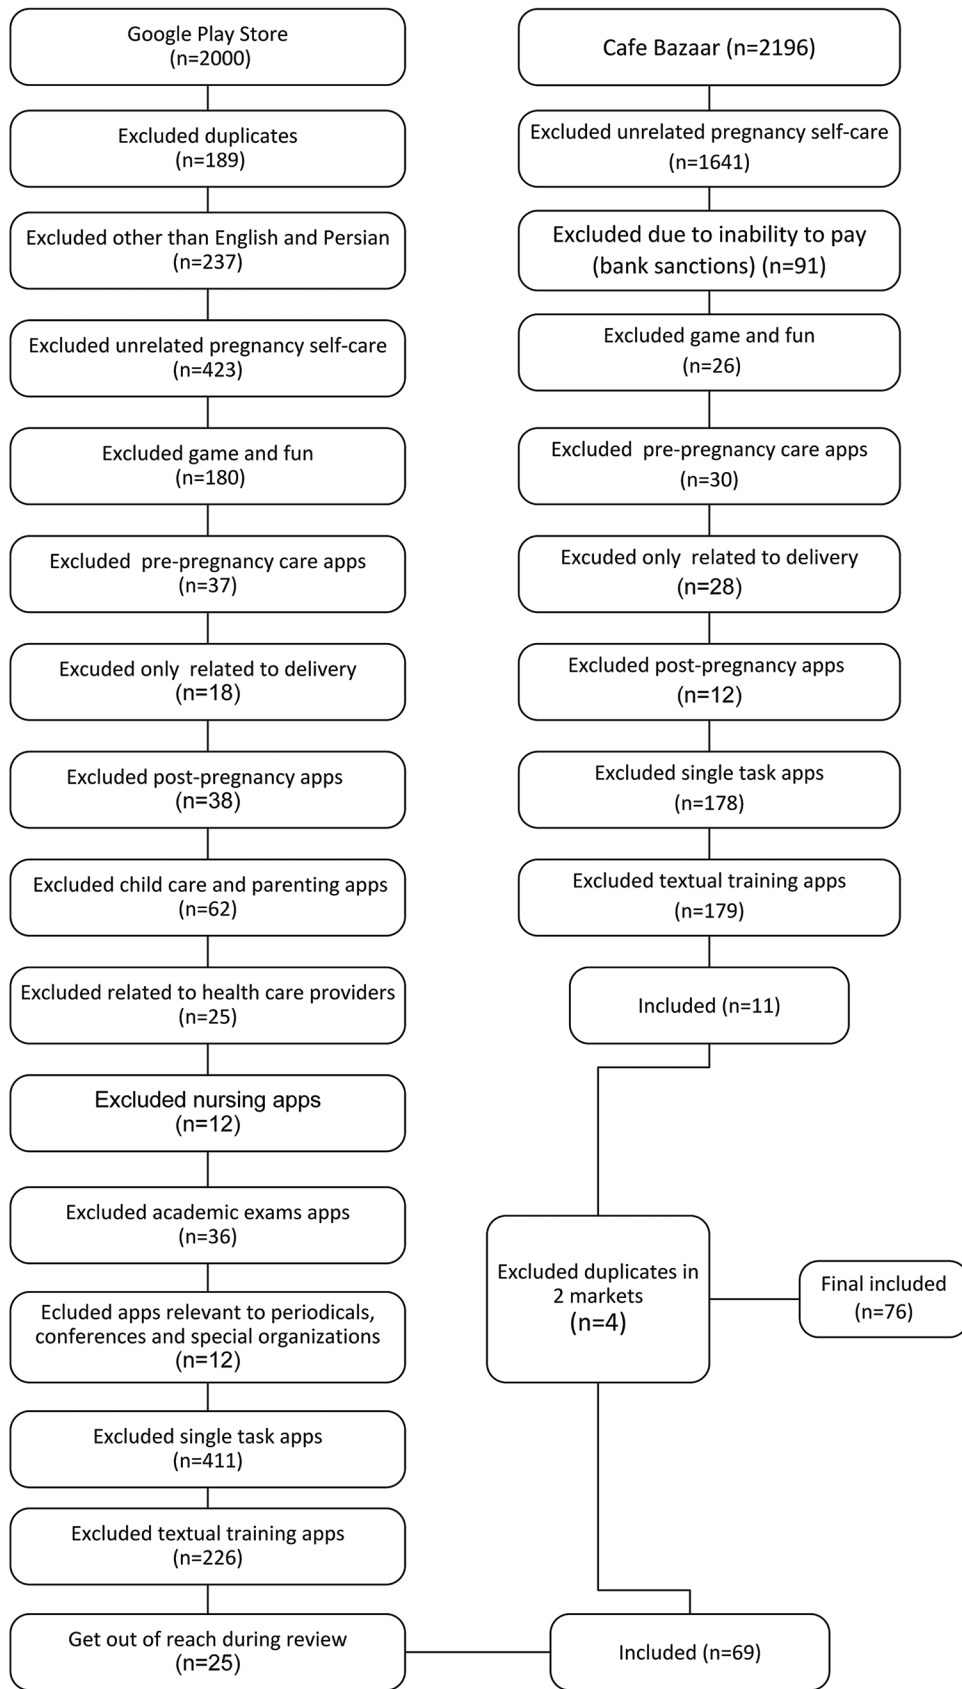 Google Play Store
(n=2000)
Excluded duplicates
(n=189)
Excluded other than English and Persian
(n=237)
Excluded unrelated pregnancy self-care
(n=423)
Excluded game and fun
(n=180)
Excluded pre-pregnancy care apps
(n=37)
Excuded only related to delivery
(n=18)
Excluded post-pregnancy apps
(n=38)
Excluded child care and parenting apps
(n=62)
Excluded related to health care providers
(n=25)
Excluded nursing apps
(n=12)
Excluded academic exams apps
(n=36)
Ecluded apps relevant to periodicals,
conferences and special organizations
(n=12)
Excluded single task apps
(n=411)
Excluded textual training apps
(n=226)
Get out of reach during review
(n=25)
Cafe Bazaar (n=2196)
Excluded unrelated pregnancy self-care
(n=1641)
Excluded due to inability to pay
(bank sanctions) (n=91)
Excluded game and fun
(n=26)
Excluded pre-pregnancy care apps
(n=30)
Excuded only related to delivery
(n=28)
Excluded post-pregnancy apps
(n=12)
Excluded single task apps
(n=178)
Excluded textual training apps
(n=179)
Included (n=11)
Excluded duplicates in
2 markets
(n=4)
Final included
(n=76)
Included (n=69)